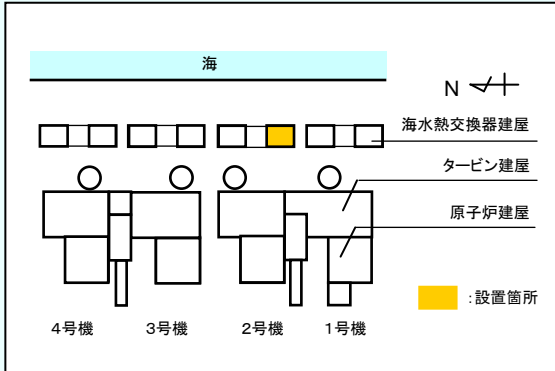 海
N
海水熱交換器建屋
タービン建屋
原子炉建屋
:設置箇所
4号機 3号機 2号機 1号機